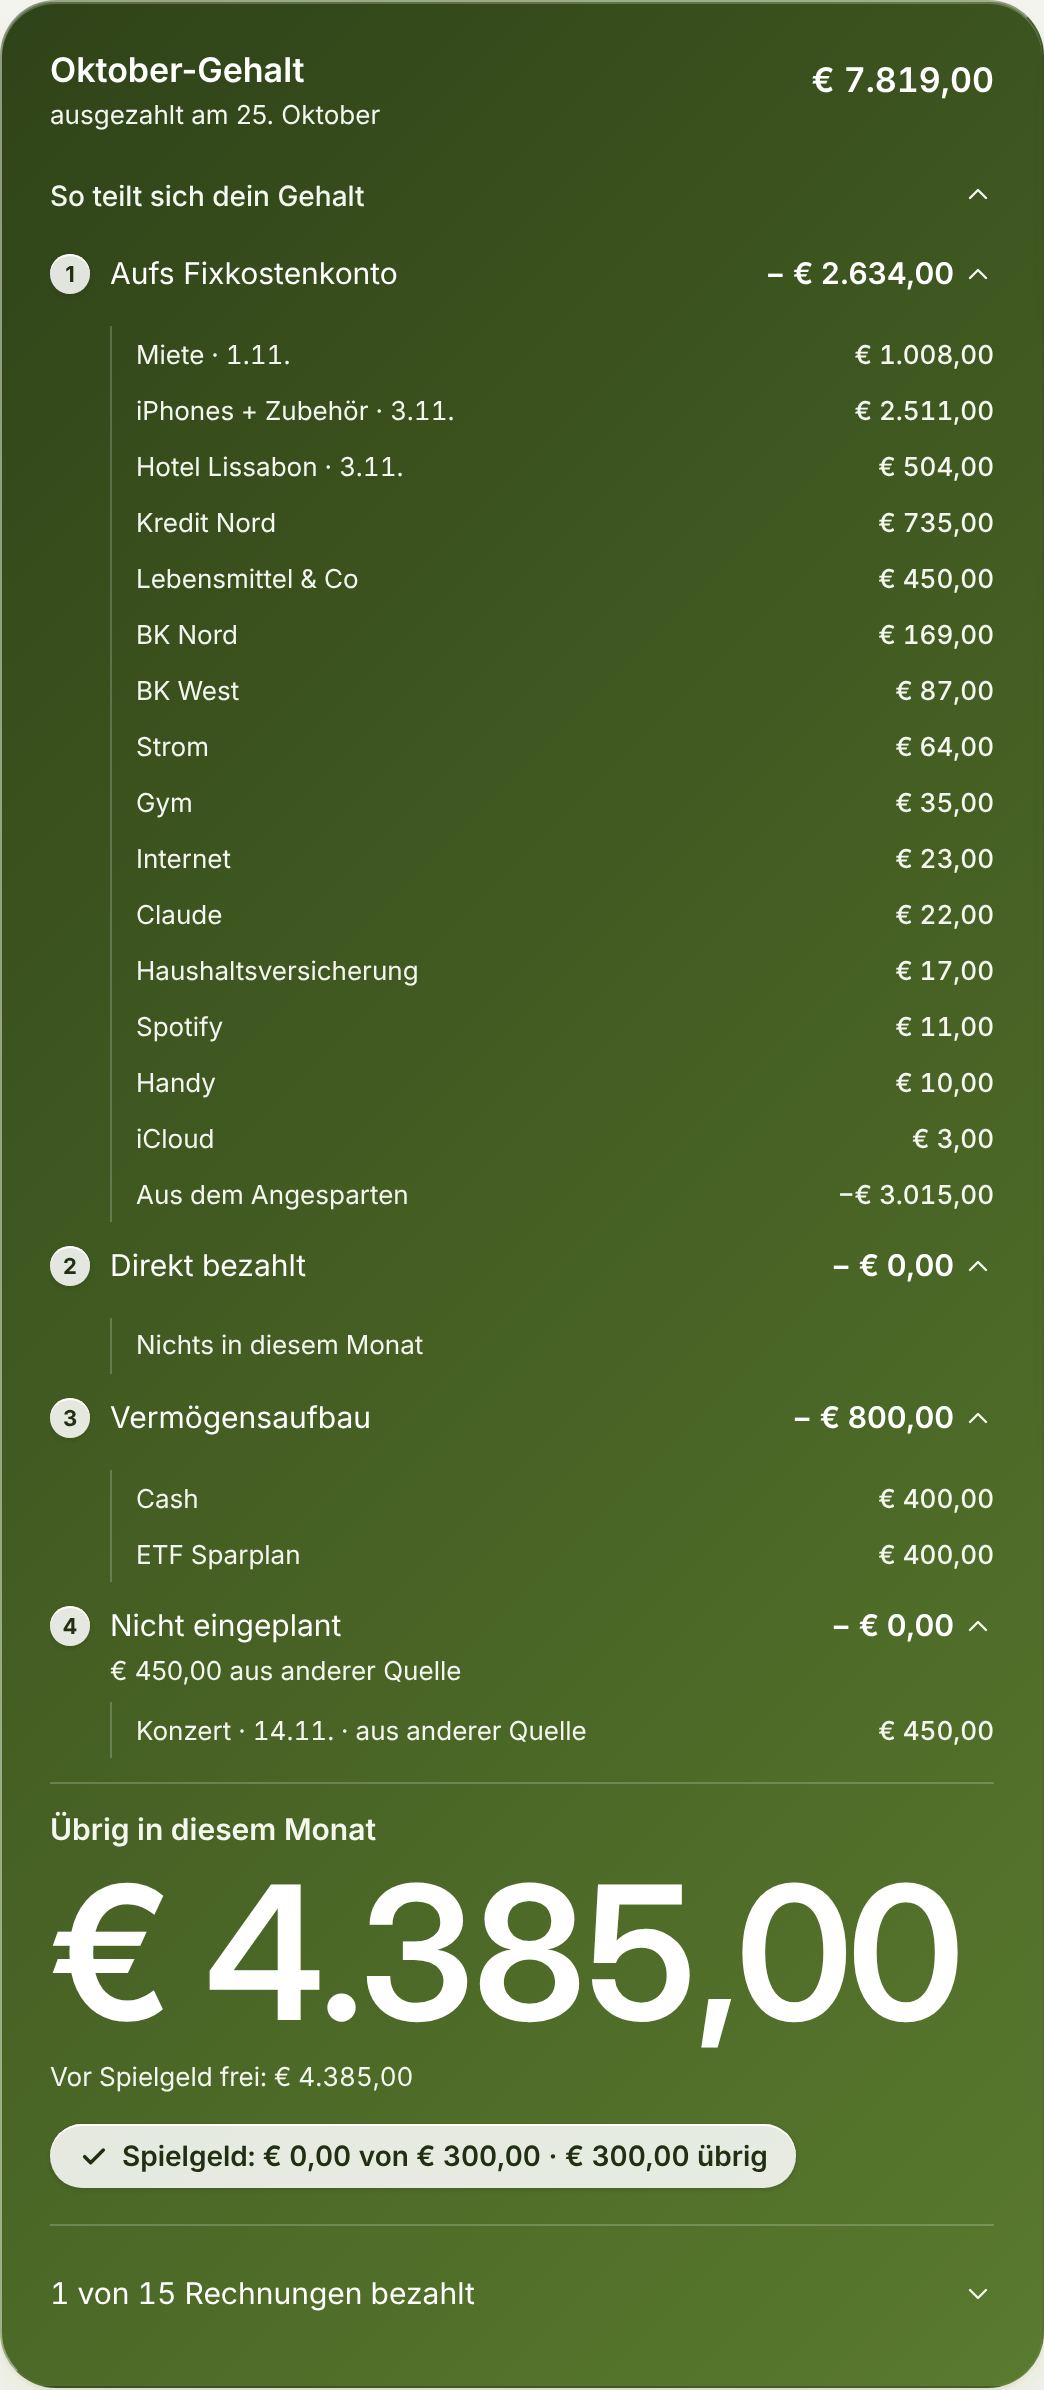 Oktober-Gehalt
€ 7.819,00
ausgezahlt am 25. Oktober
So teilt sich dein Gehalt
1 Aufs Fixkostenkonto – € 2.634,00
Miete · 1.11. € 1.008,00
iPhones + Zubehör · 3.11. € 2.511,00
Hotel Lissabon · 3.11. € 504,00
Kredit Nord € 735,00
Lebensmittel & Co € 450,00
BK Nord € 169,00
BK West € 87,00
Strom € 64,00
Gym € 35,00
Internet € 23,00
Claude € 22,00
Haushaltsversicherung € 17,00
Spotify € 11,00
Handy € 10,00
iCloud € 3,00
Aus dem Angesparten −€ 3.015,00
2 Direkt bezahlt – € 0,00
Nichts in diesem Monat
3 Vermögensaufbau – € 800,00
Cash € 400,00
ETF Sparplan € 400,00
4 Nicht eingeplant – € 0,00
€ 450,00 aus anderer Quelle
Konzert · 14.11. · aus anderer Quelle € 450,00
Übrig in diesem Monat
€ 4.385,00
Vor Spielgeld frei: € 4.385,00
Spielgeld: € 0,00 von € 300,00 · € 300,00 übrig
1 von 15 Rechnungen bezahlt